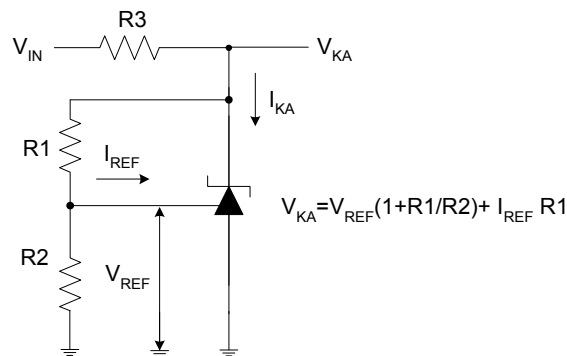 R3
V_IN
V_KA
I_KA
R1
I_REF
V_KA=V_REF(1+R1/R2)+ I_REF R1
R2
V_REF